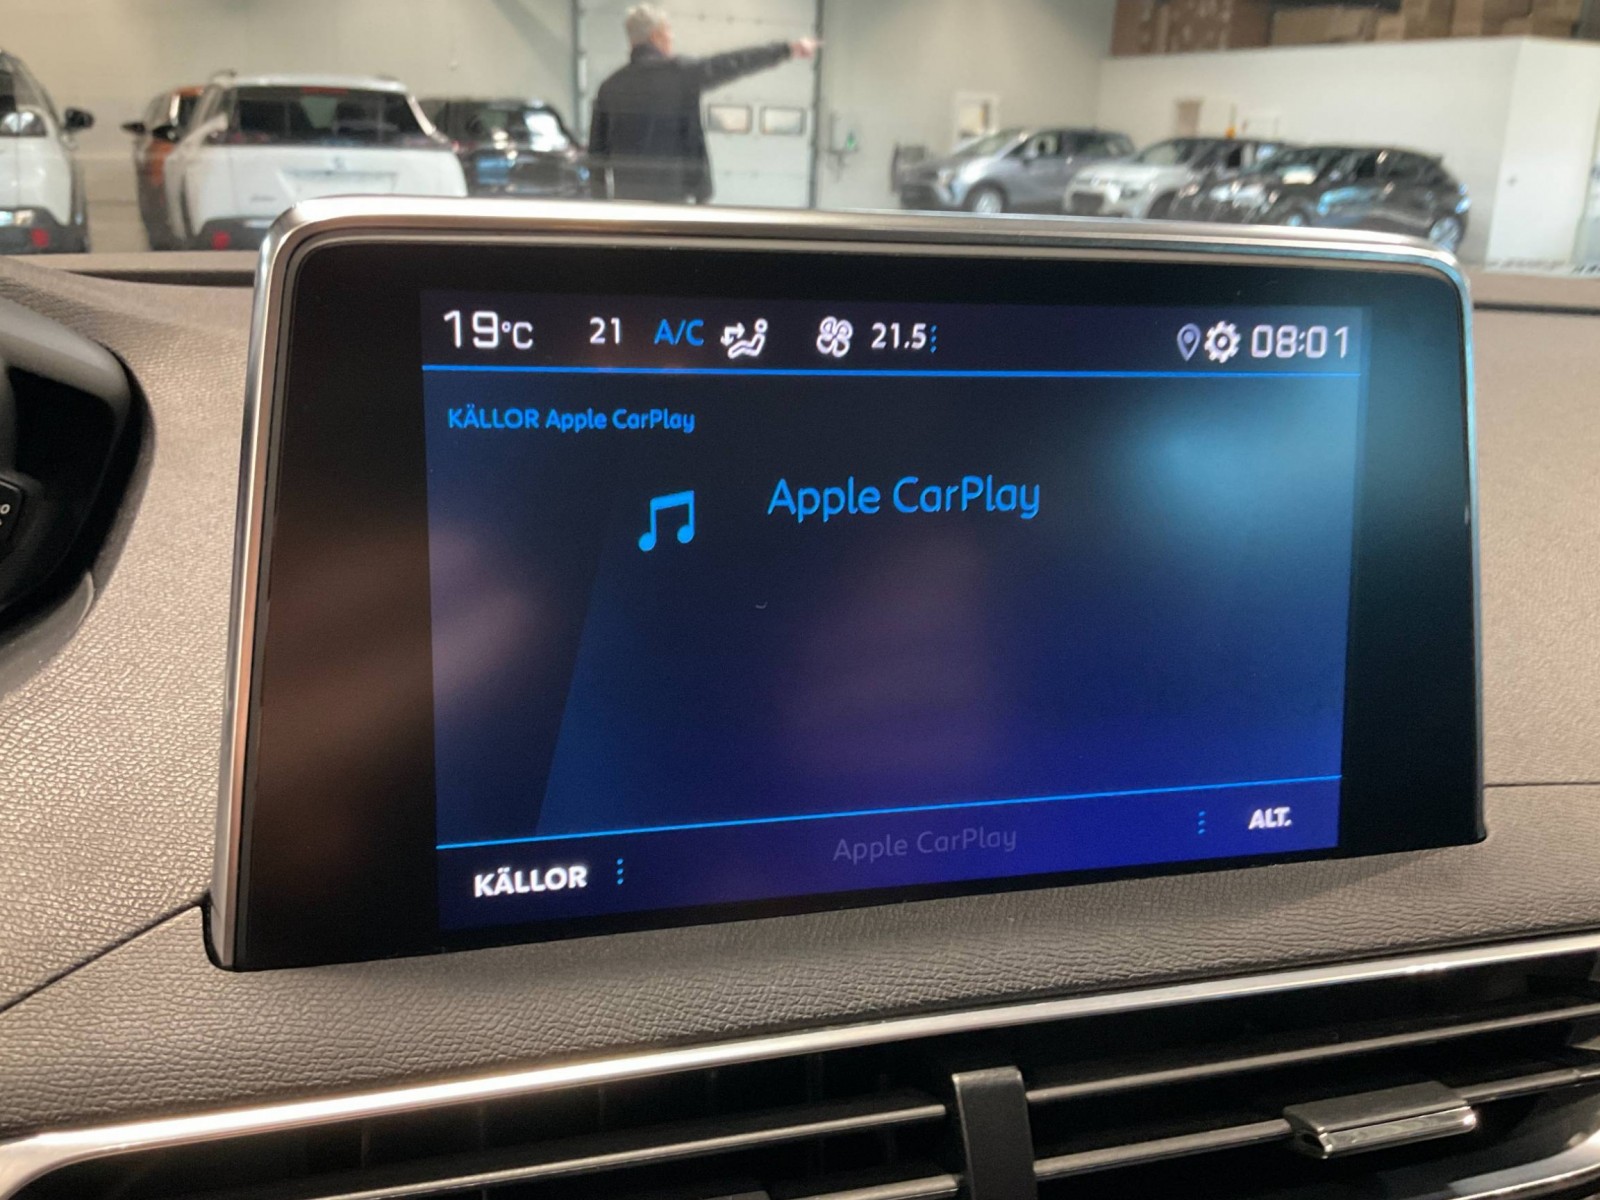 19°C 21 A/C 21.5 08:01
KÄLLOR Apple CarPlay
Apple CarPlay
KÄLLOR Apple CarPlay ALT.